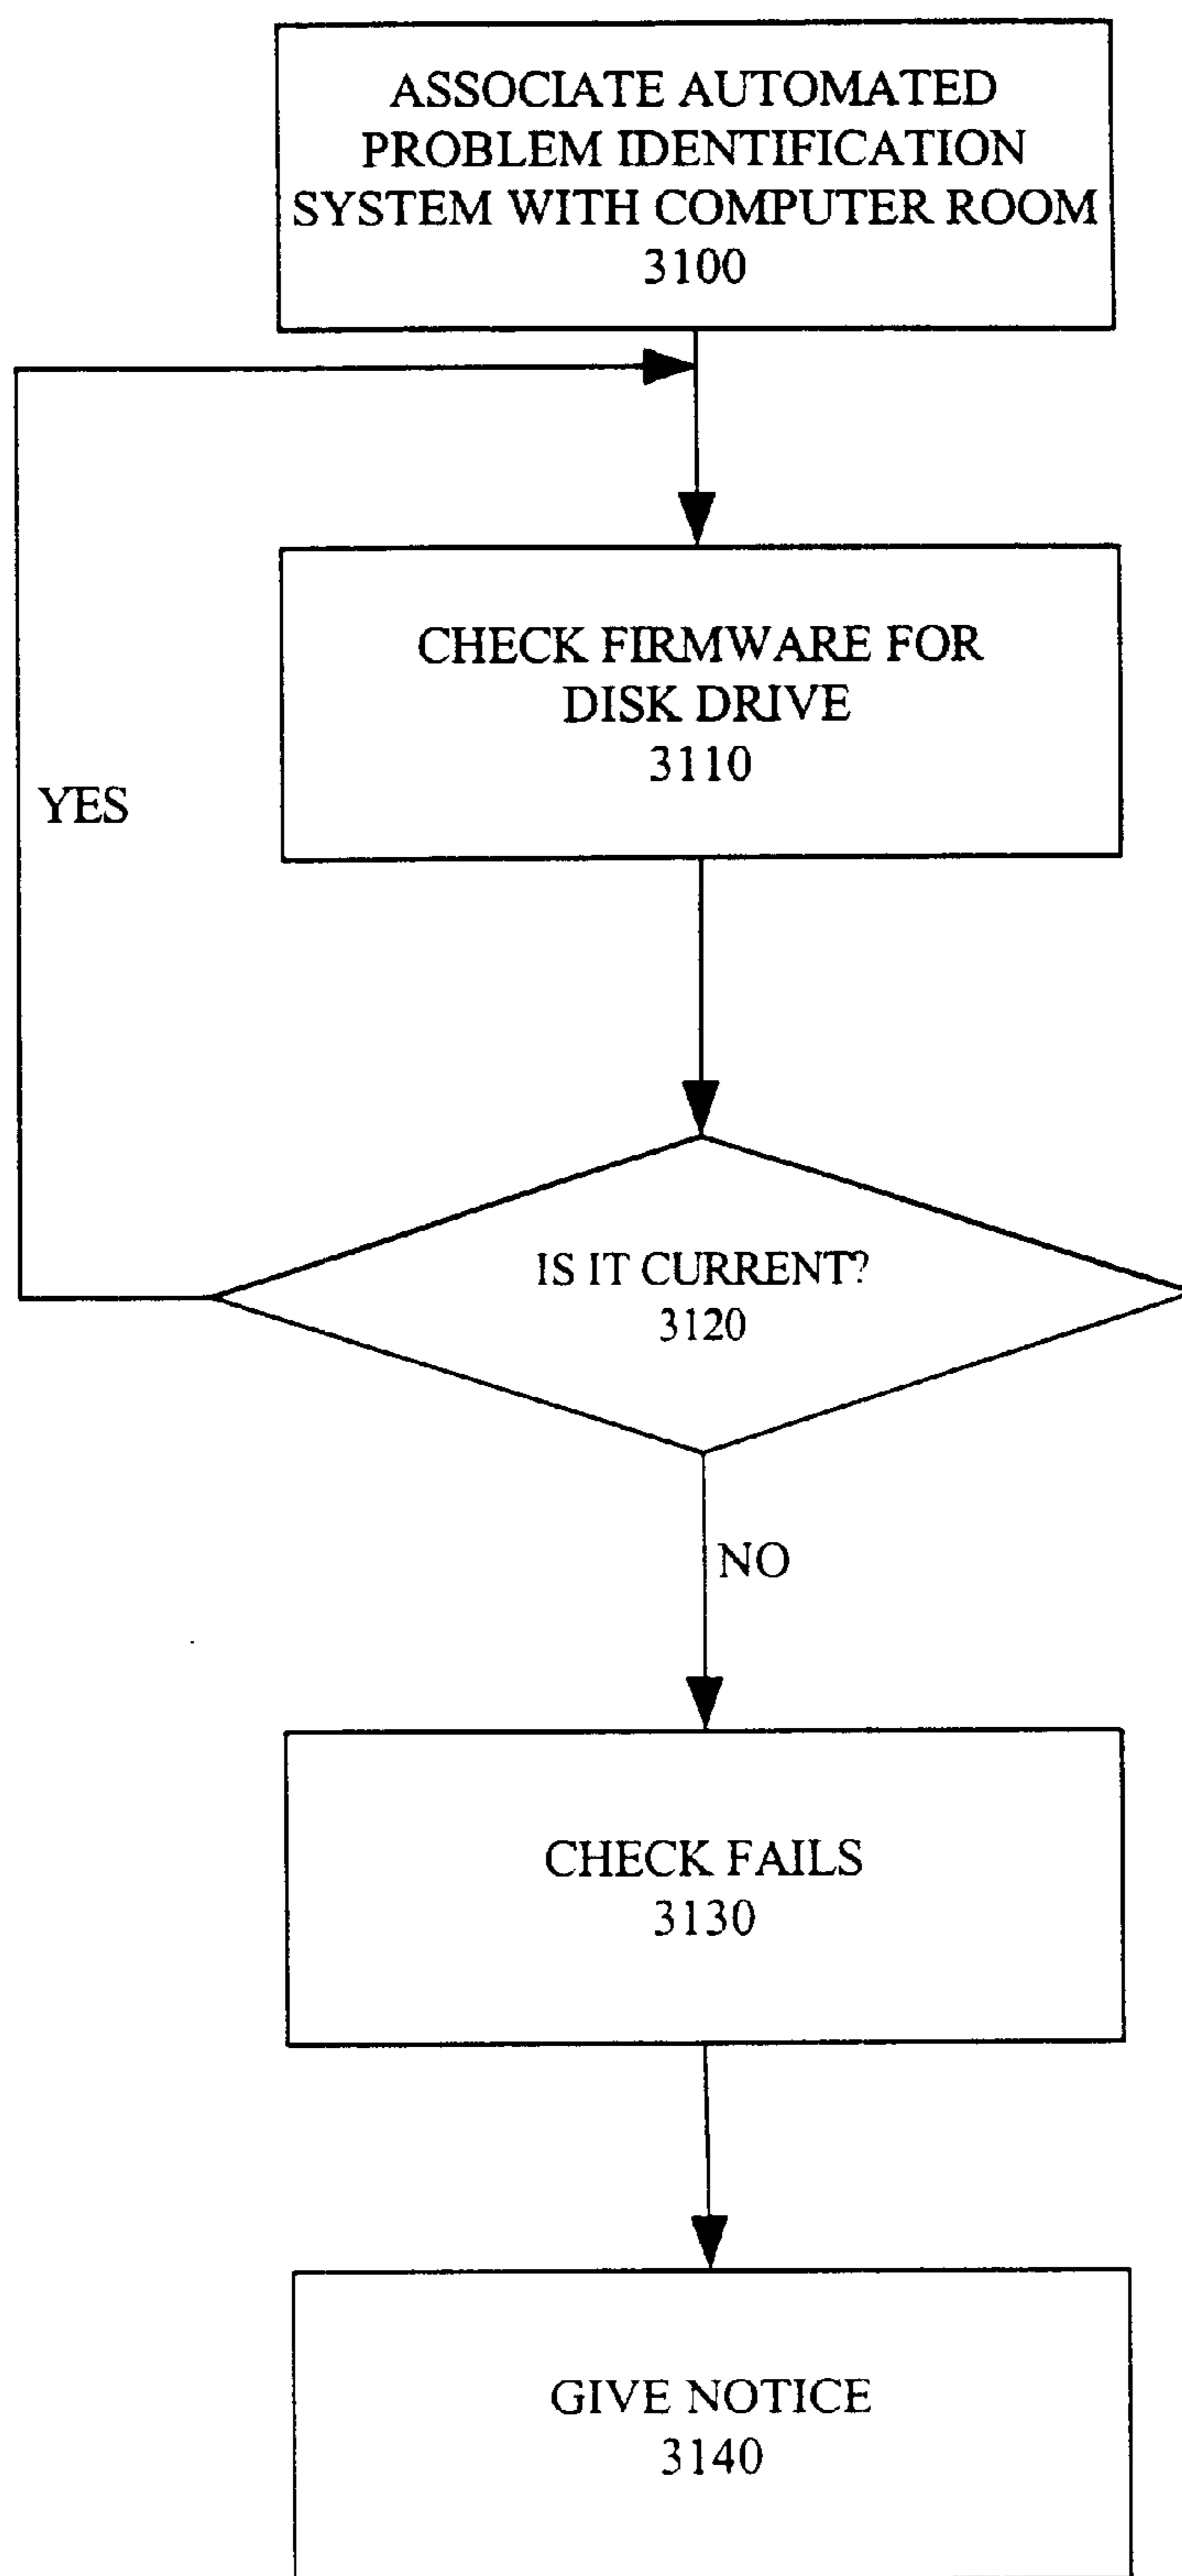 ASSOCIATE AUTOMATED
PROBLEM IDENTIFICATION
SYSTEM WITH COMPUTER ROOM
3100
CHECK FIRMWARE FOR
DISK DRIVE
3110
YES
IS IT CURRENT?
3120
NO
CHECK FAILS
3130
GIVE NOTICE
3140